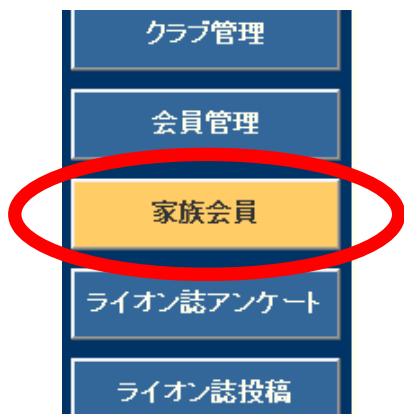 クラブ管理
会員管理
家族会員
ライオン誌アンケート
ライオン誌投稿